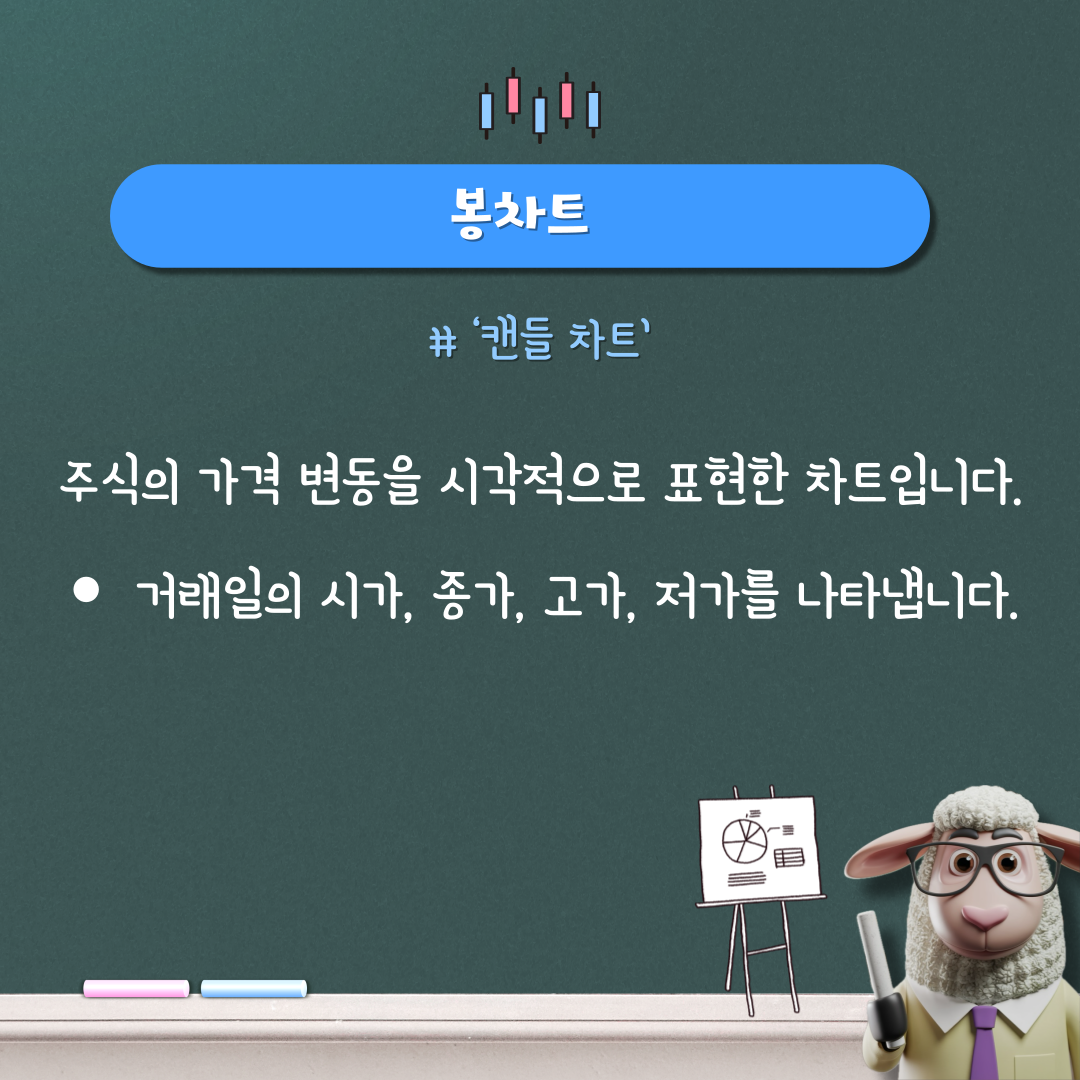 봉차트
# ‘캔들 차트’
주식의 가격 변동을 시각적으로 표현한 차트입니다.
● 거래일의 시가, 종가, 고가, 저가를 나타냅니다.